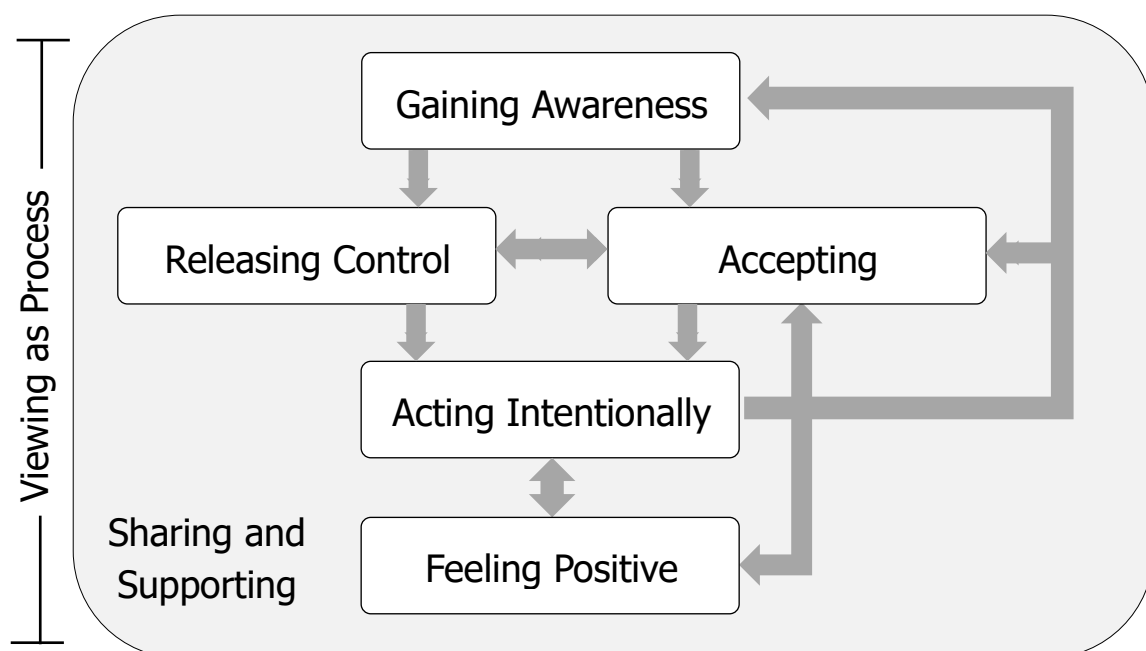 Viewing as Process
Gaining Awareness
Releasing Control
Accepting
Acting Intentionally
Sharing and
Supporting
Feeling Positive